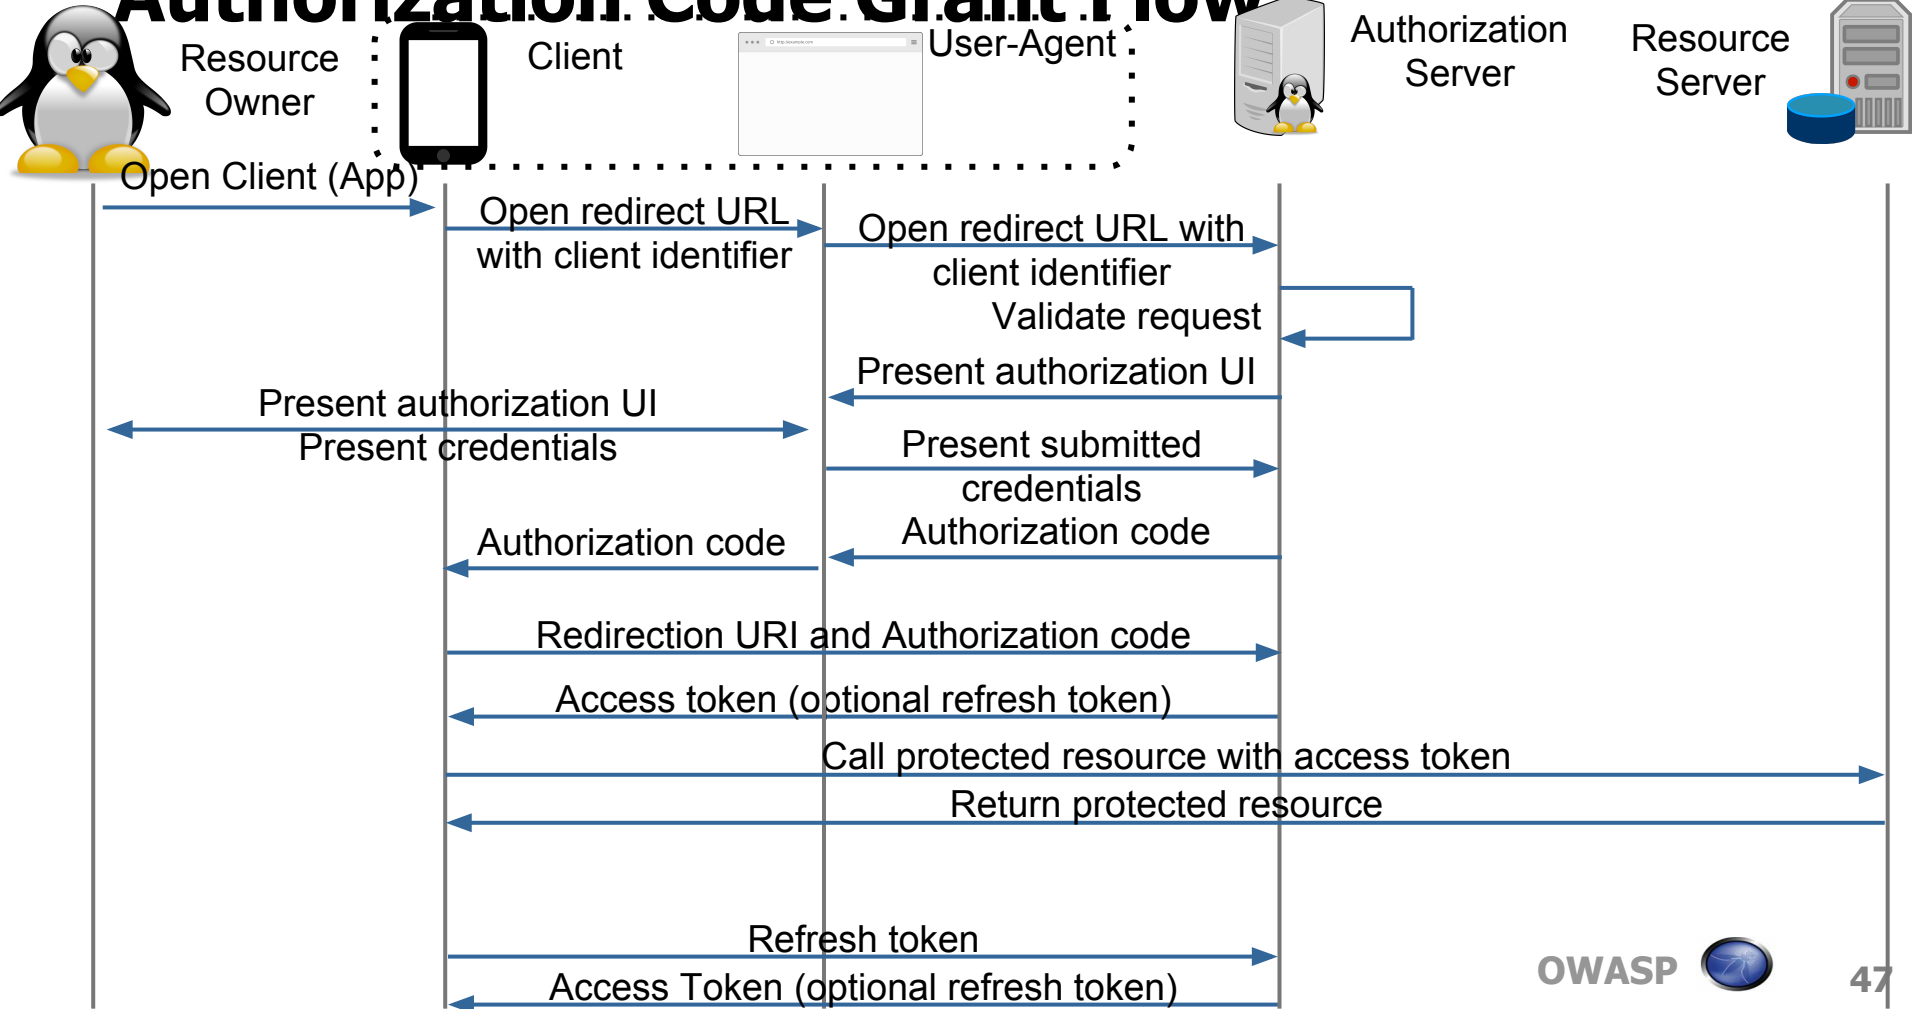 Authorization Code Grant Flow
Resource
Owner
Client
http://example.com
User-Agent
Authorization
Server
Resource
Server
Open Client (App)
Open redirect URL
with client identifier
Open redirect URL with
client identifier
Validate request
Present authorization UI
Present authorization UI
Present credentials
Present submitted
credentials
Authorization code
Authorization code
Redirection URI and Authorization code
Access token (optional refresh token)
Call protected resource with access token
Return protected resource
Refresh token
Access Token (optional refresh token)
OWASP
47